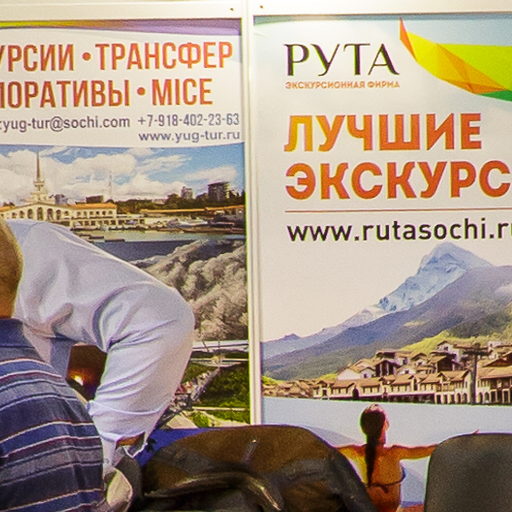 УРСИИ • ТРАНСФЕР
ПОРАТИВЫ • MICE
yug-tur@sochi.com +7-918-402-23-63
www.yug-tur.ru
РУТА
ЭКСКУРСИОННАЯ ФИРМА
ЛУЧШИЕ
ЭКСКУРС
www.rutasochi.ru